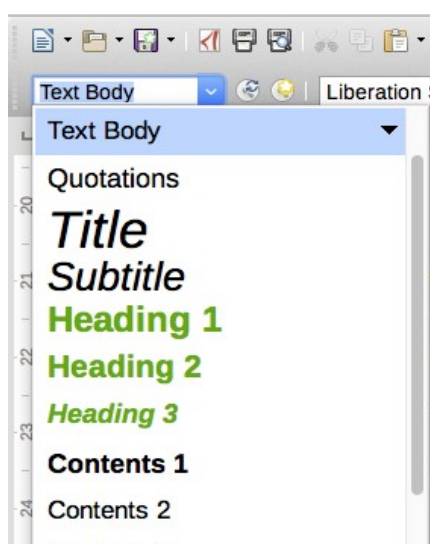 Text Body
Liberation
Text Body
Quotations
Title
Subtitle
Heading 1
Heading 2
Heading 3
Contents 1
Contents 2
20
21
22
23
24